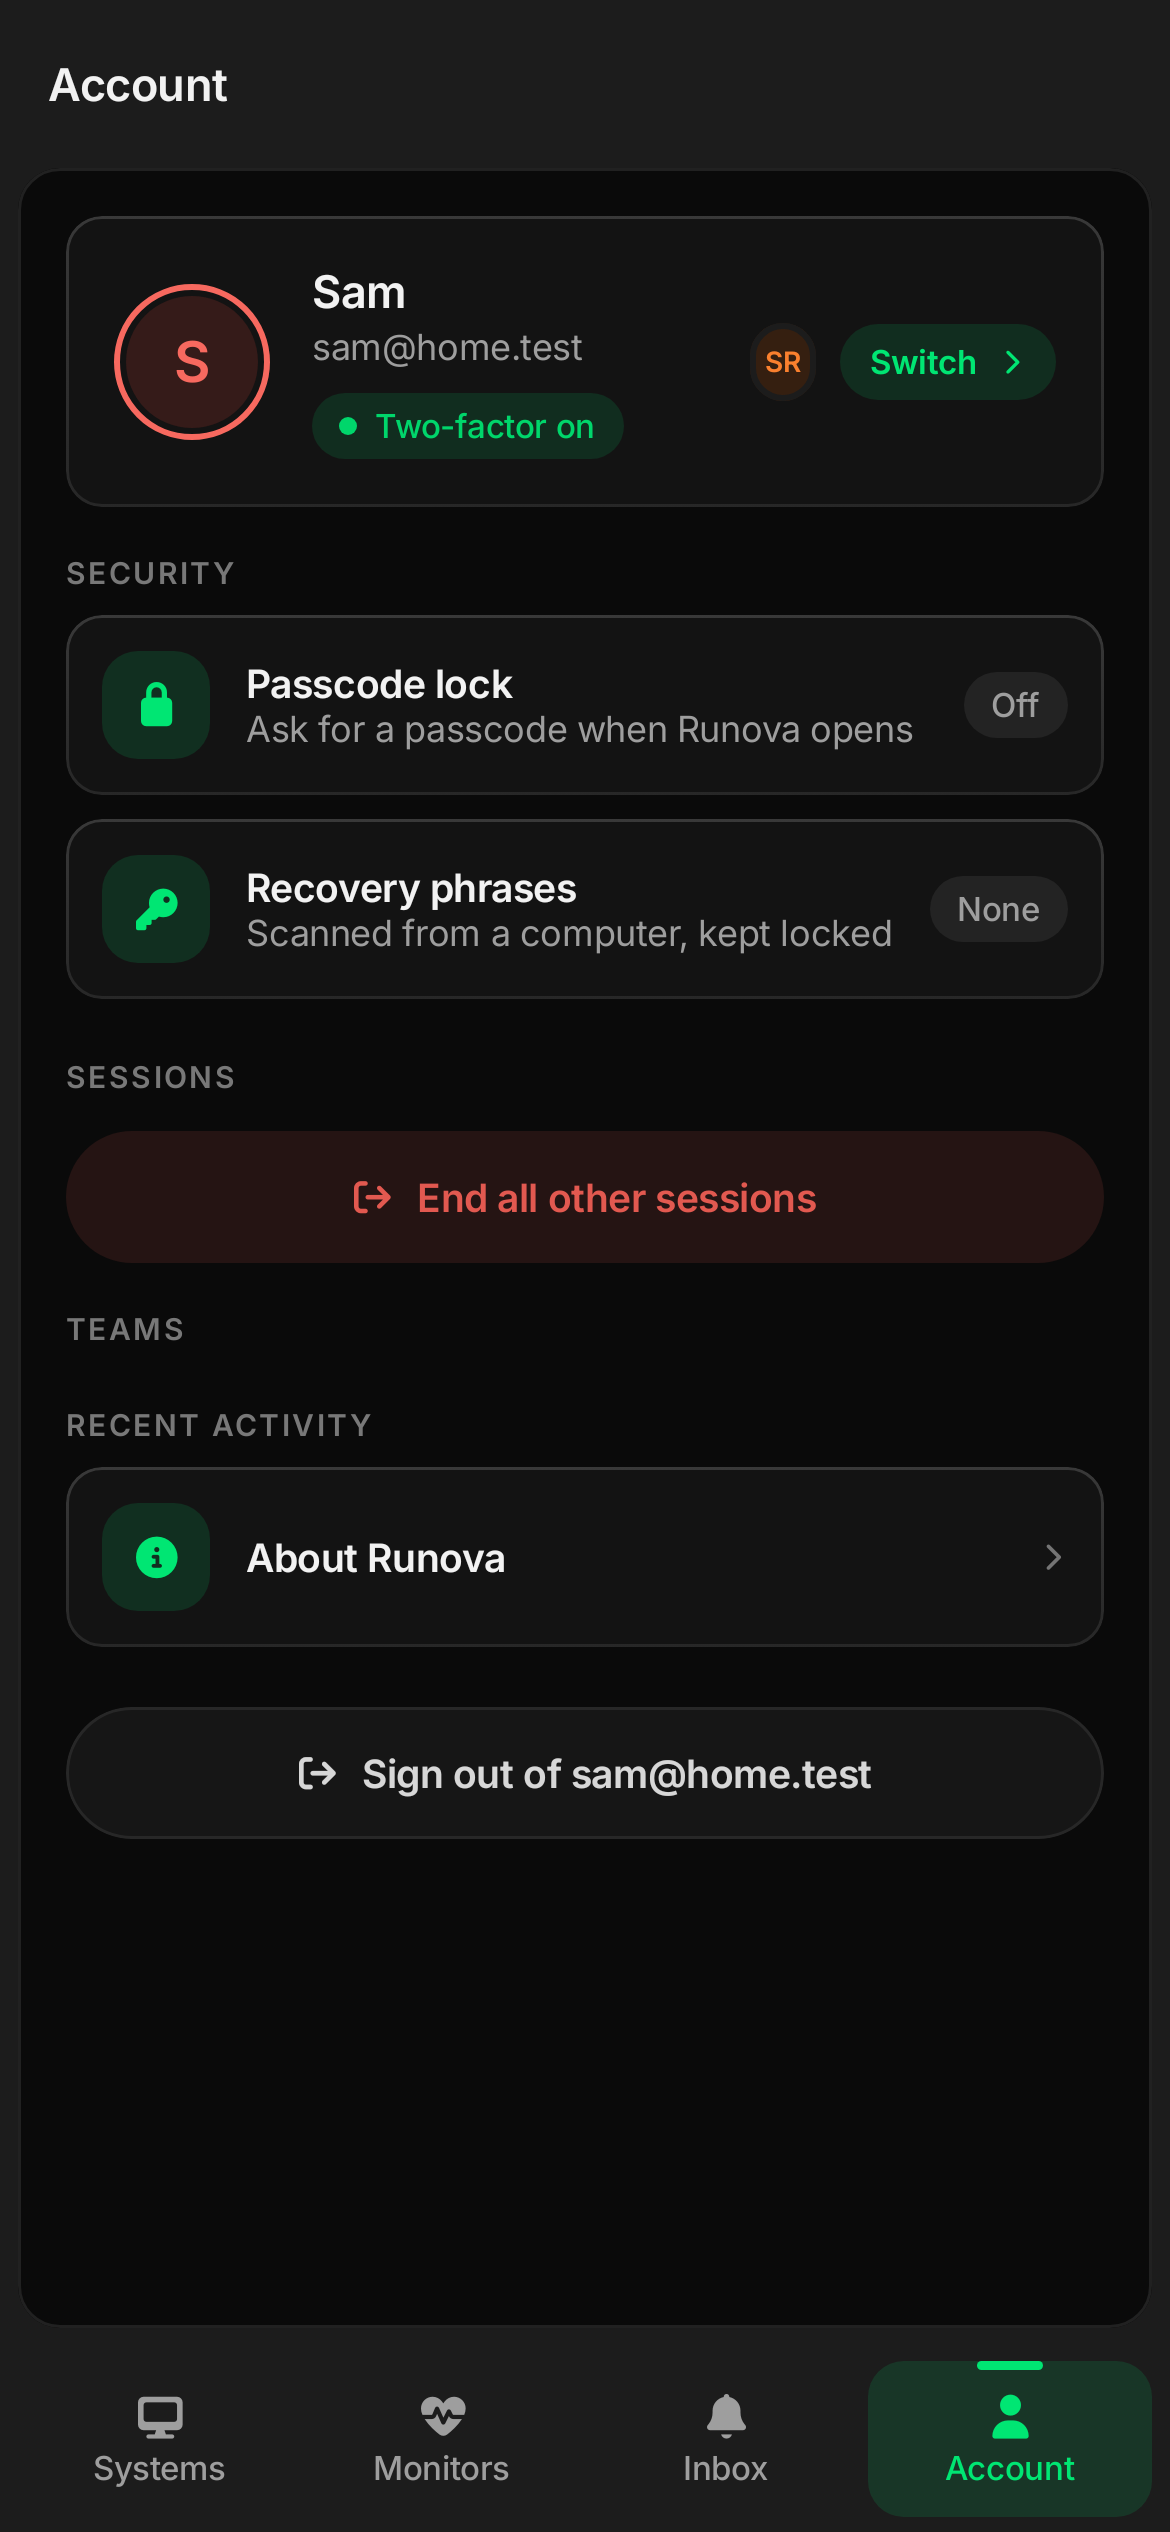 Account
S
Sam
sam@home.test
Two-factor on
SR
Switch
SECURITY
Passcode lock
Ask for a passcode when Runova opens
Off
Recovery phrases
Scanned from a computer, kept locked
None
SESSIONS
End all other sessions
TEAMS
RECENT ACTIVITY
About Runova
Sign out of sam@home.test
Systems
Monitors
Inbox
Account